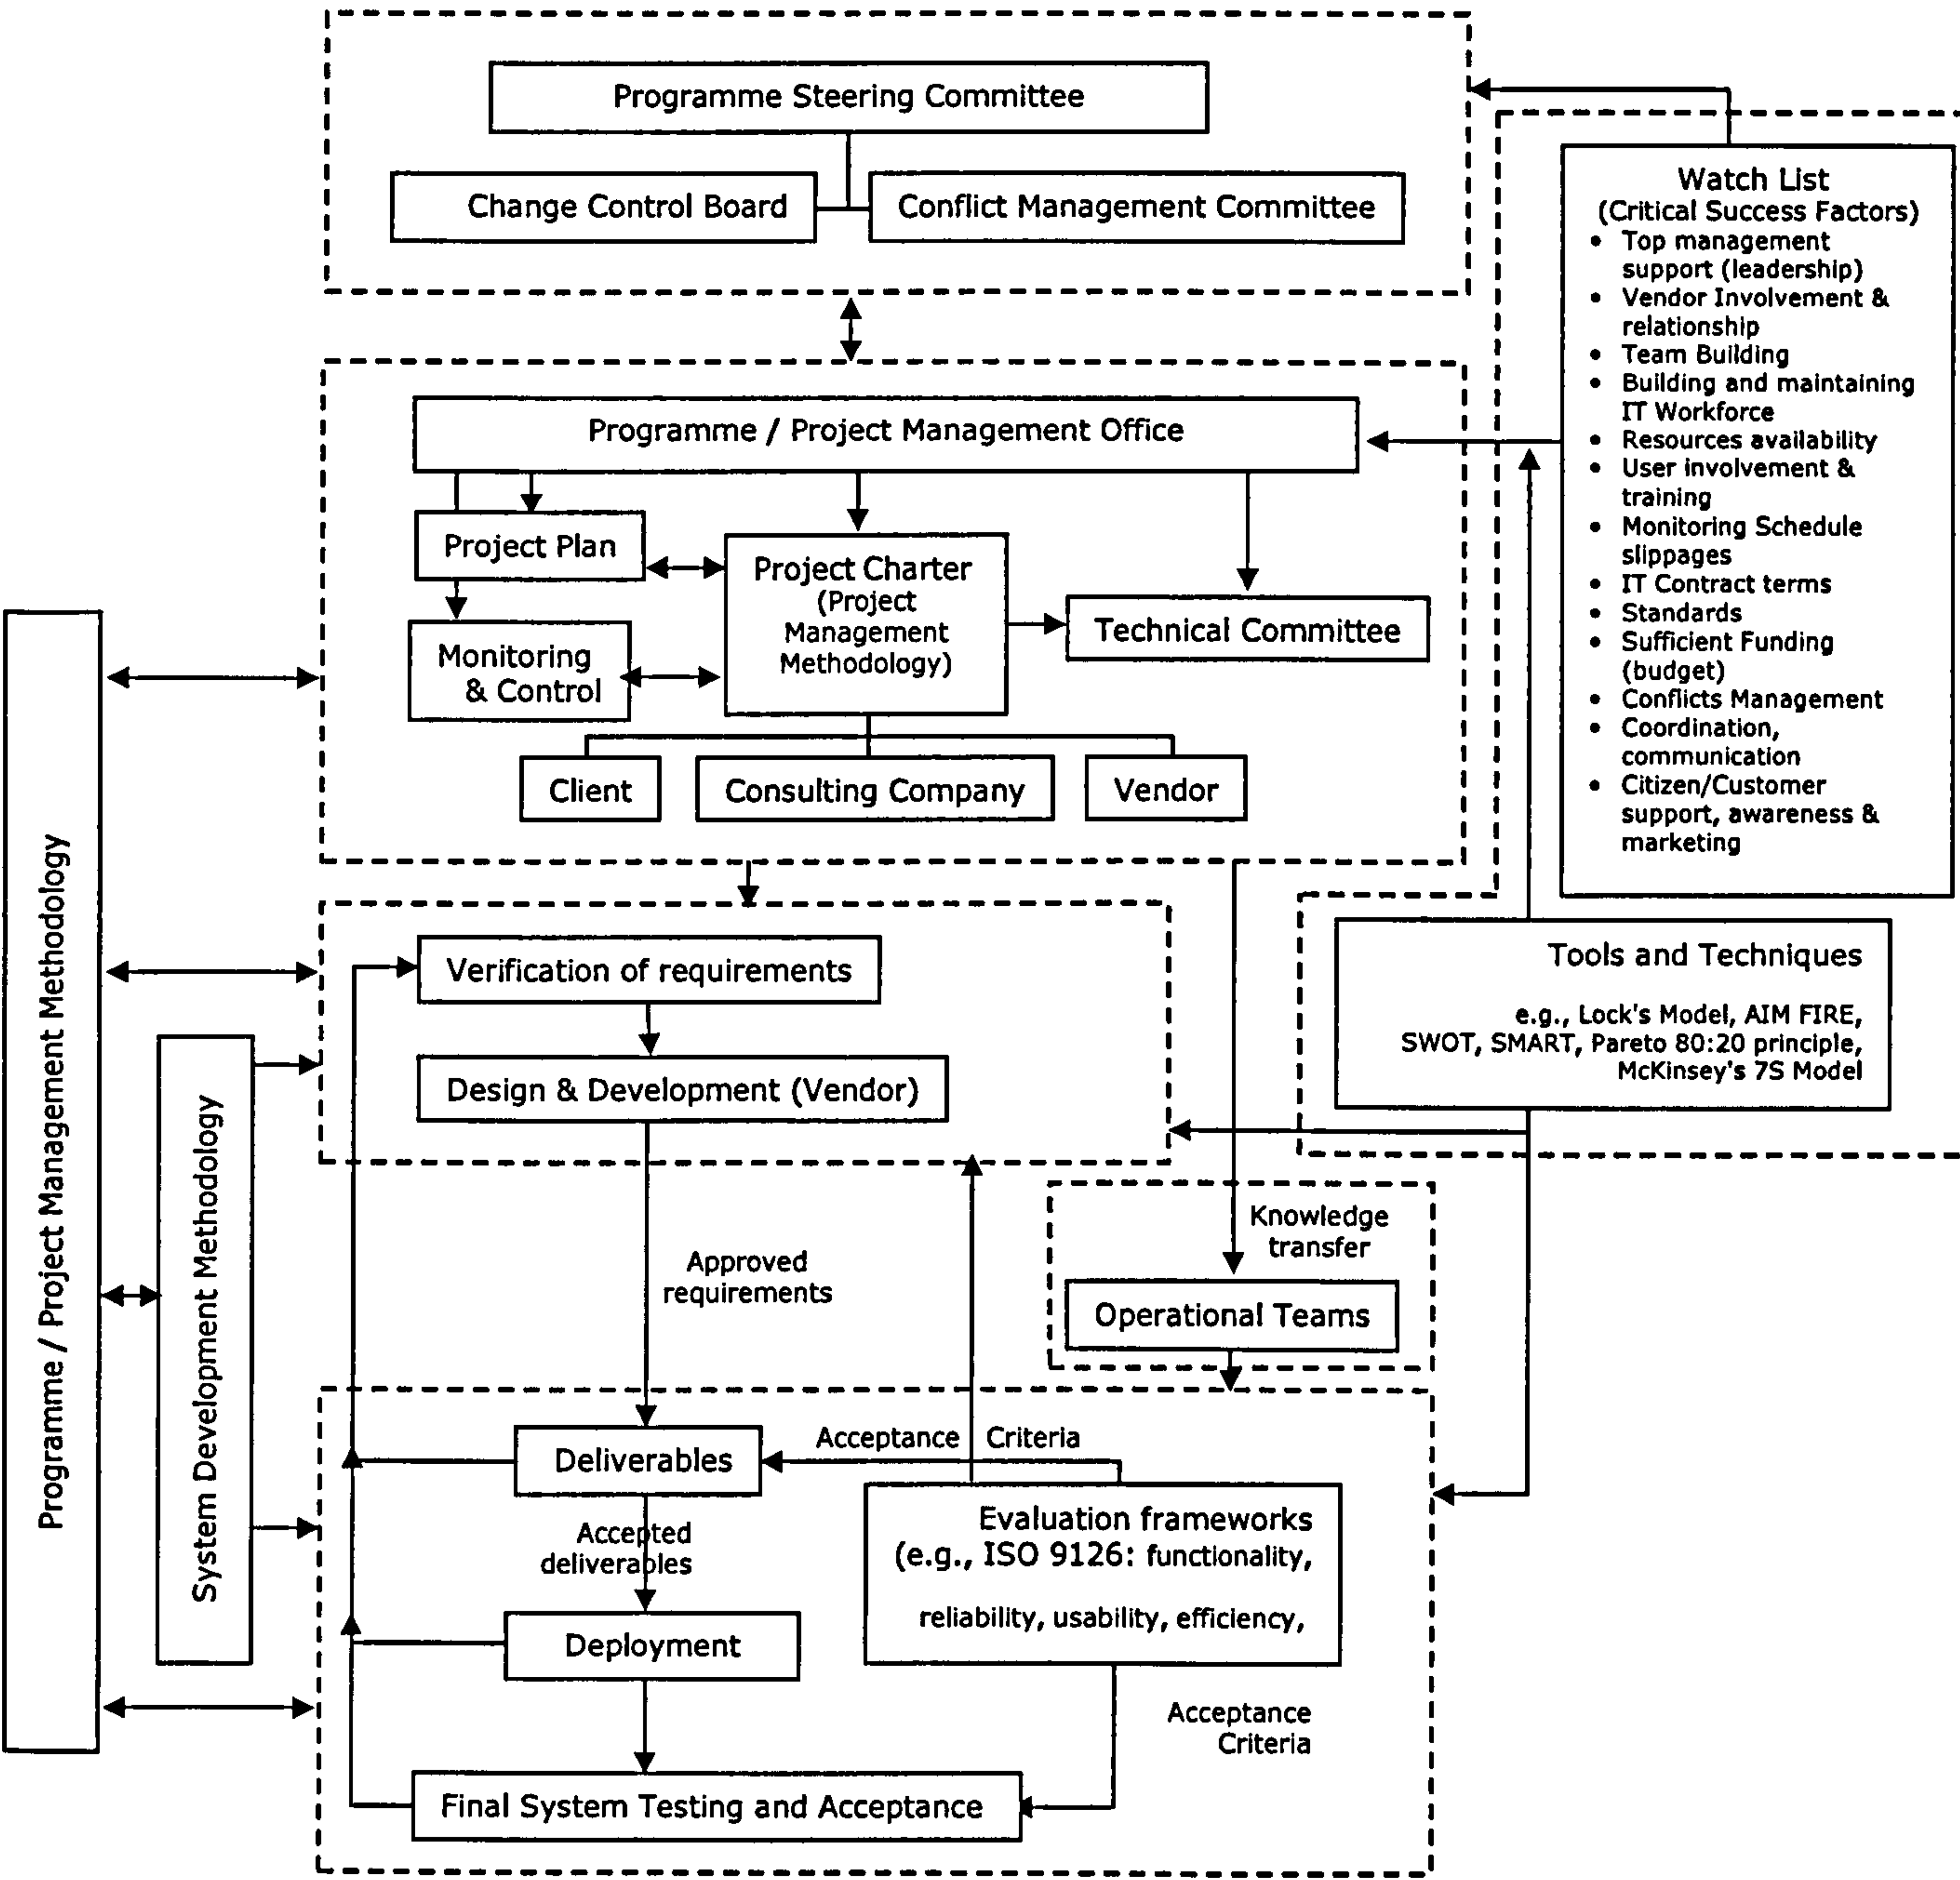 Programme Steering Committee
Change Control Board
Conflict Management Committee
Watch List
(Critical Success Factors)
• Top management
support (leadership)
• Vendor Involvement &
relationship
• Team Building
• Building and maintaining
IT Workforce
• Resources availability
• User involvement &
training
• Monitoring Schedule
slippages
• IT Contract terms
• Standards
• Sufficient Funding
(budget)
• Conflicts Management
• Coordination,
communication
• Citizen/Customer
support, awareness &
marketing
Programme / Project Management Office
Project Plan
Project Charter
(Project
Management
Methodology)
Technical Committee
Monitoring
& Control
Client
Consulting Company
Vendor
Programme / Project Management Methodology
System Development Methodology
Verification of requirements
Design & Development (Vendor)
Tools and Techniques
e.g., Lock's Model, AIM FIRE,
SWOT, SMART, Pareto 80:20 principle,
McKinsey's 7S Model
Knowledge
transfer
Approved
requirements
Operational Teams
Acceptance Criteria
Deliverables
Accepted
deliverables
Evaluation frameworks
(e.g., ISO 9126: functionality,
reliability, usability, efficiency,
Deployment
Acceptance
Criteria
Final System Testing and Acceptance